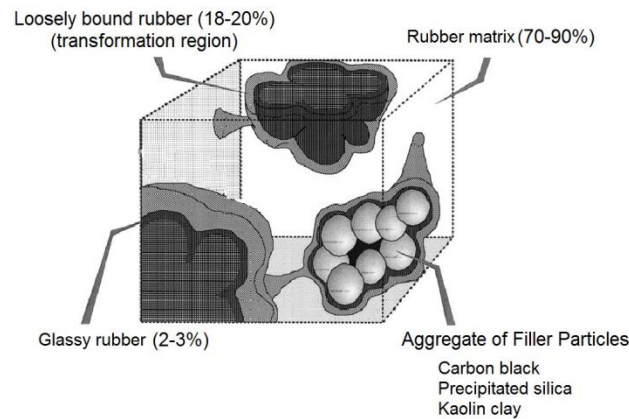 Loosely bound rubber (18-20%)
(transformation region)
Rubber matrix (70-90%)
Glassy rubber (2-3%)
Aggregate of Filler Particles
Carbon black
Precipitated silica
Kaolin clay